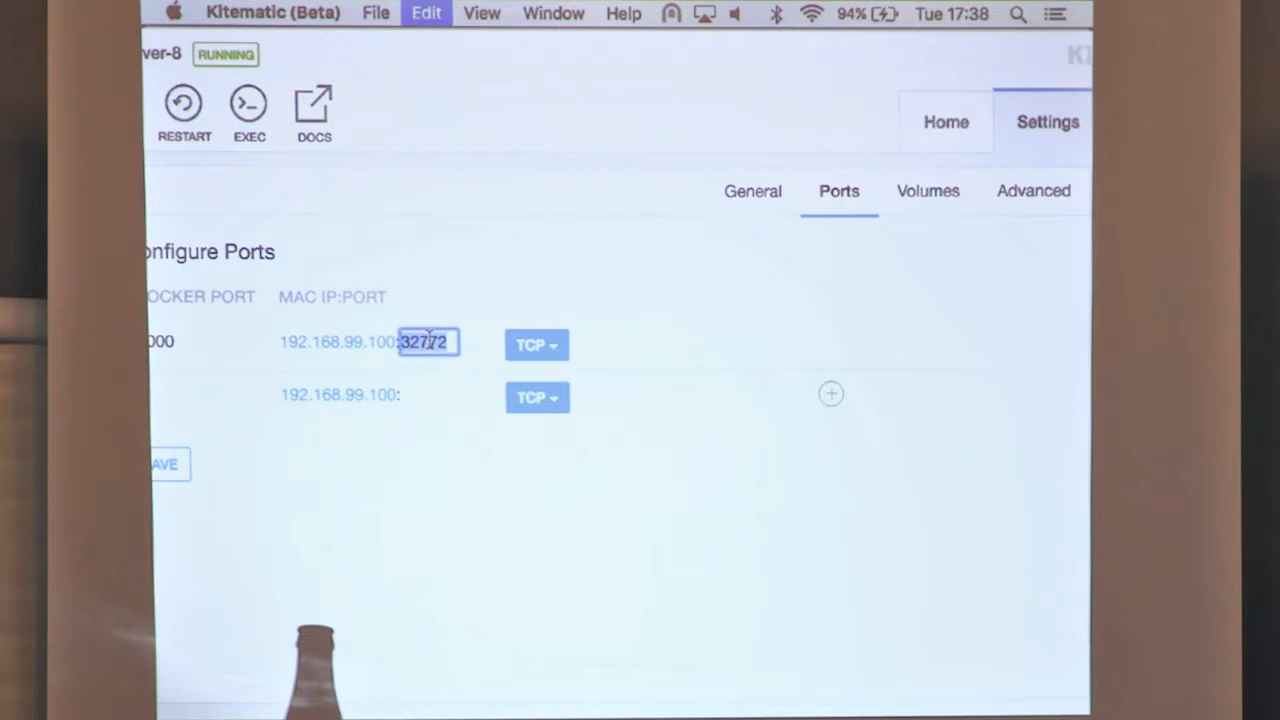 Kitematic (Beta) File Edit View Window Help 94% Tue 17:38
ver-8 RUNNING
RESTART EXEC DOCS
Home Settings
General Ports Volumes Advanced
onfigure Ports
OCKER PORT MAC IP:PORT
000 192.168.99.100:32772 TCP
192.168.99.100: TCP
AVE